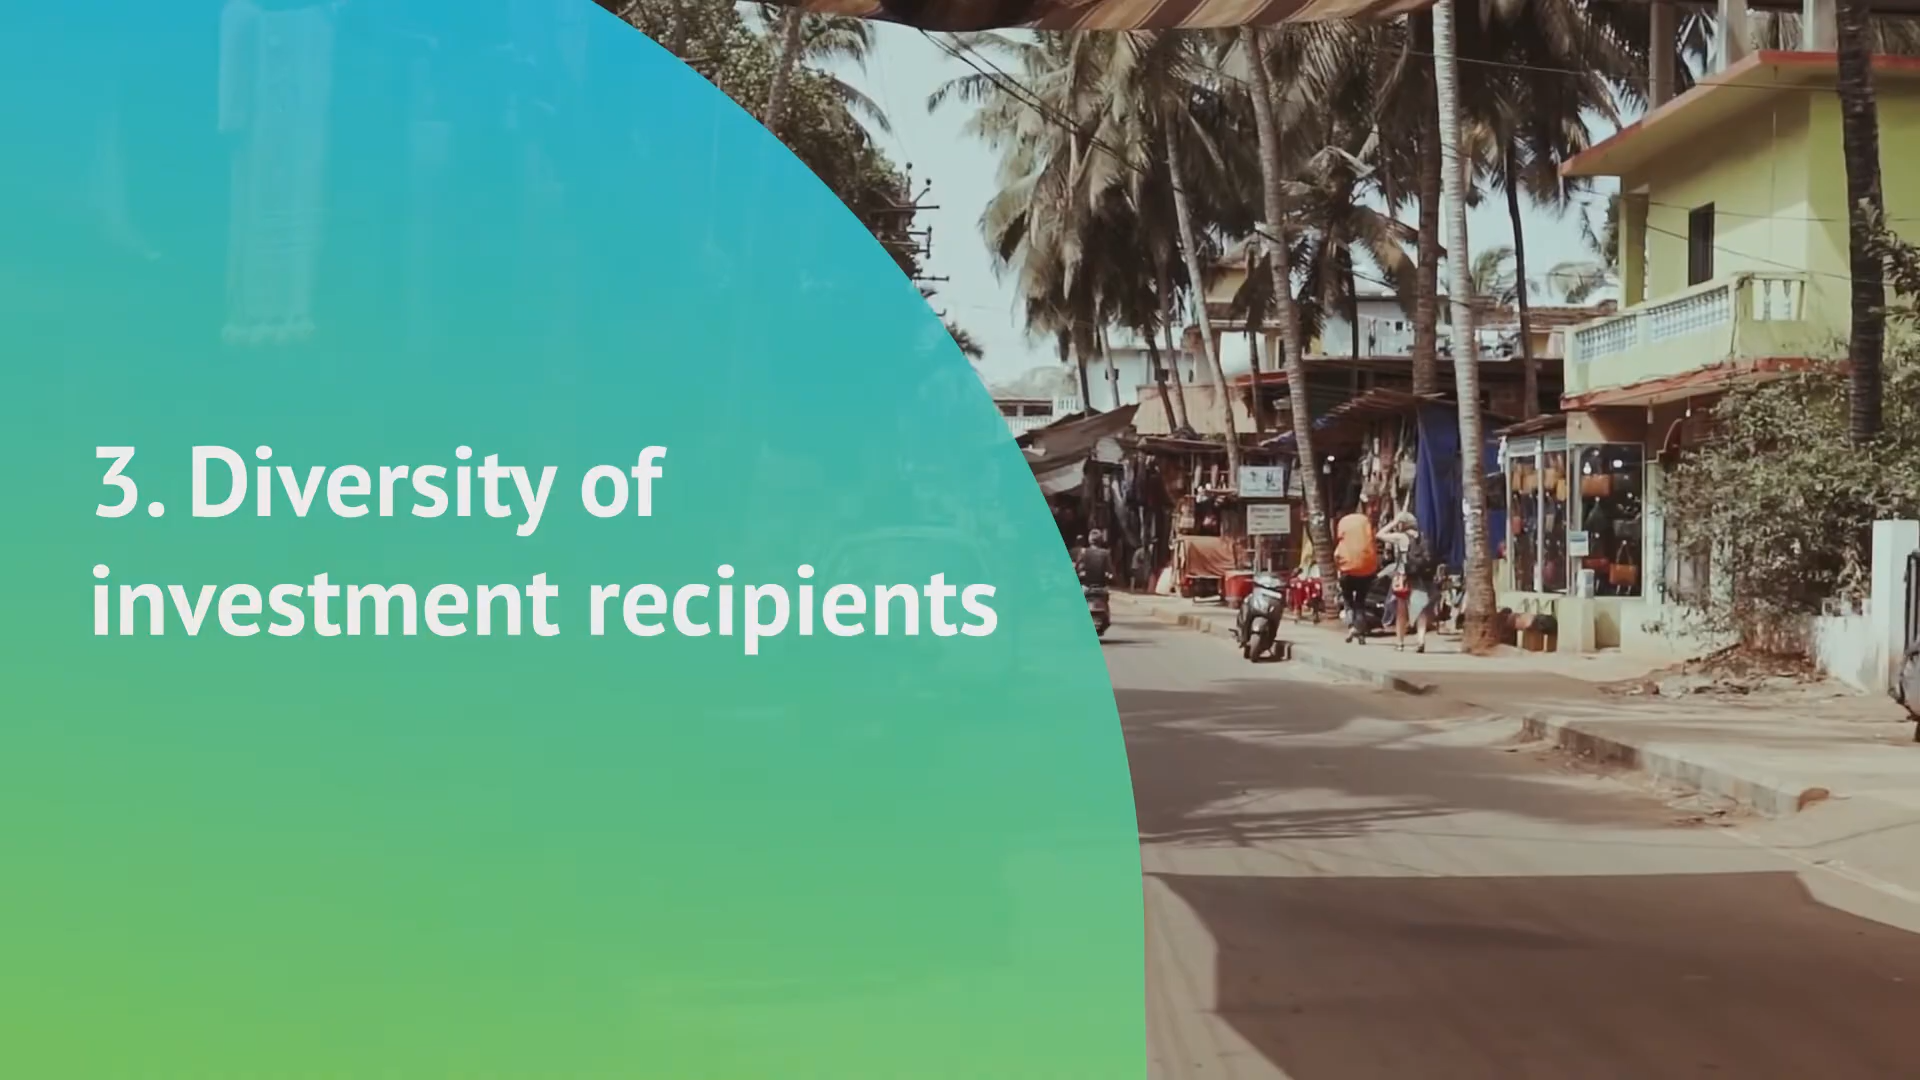 3. Diversity of
investment recipients